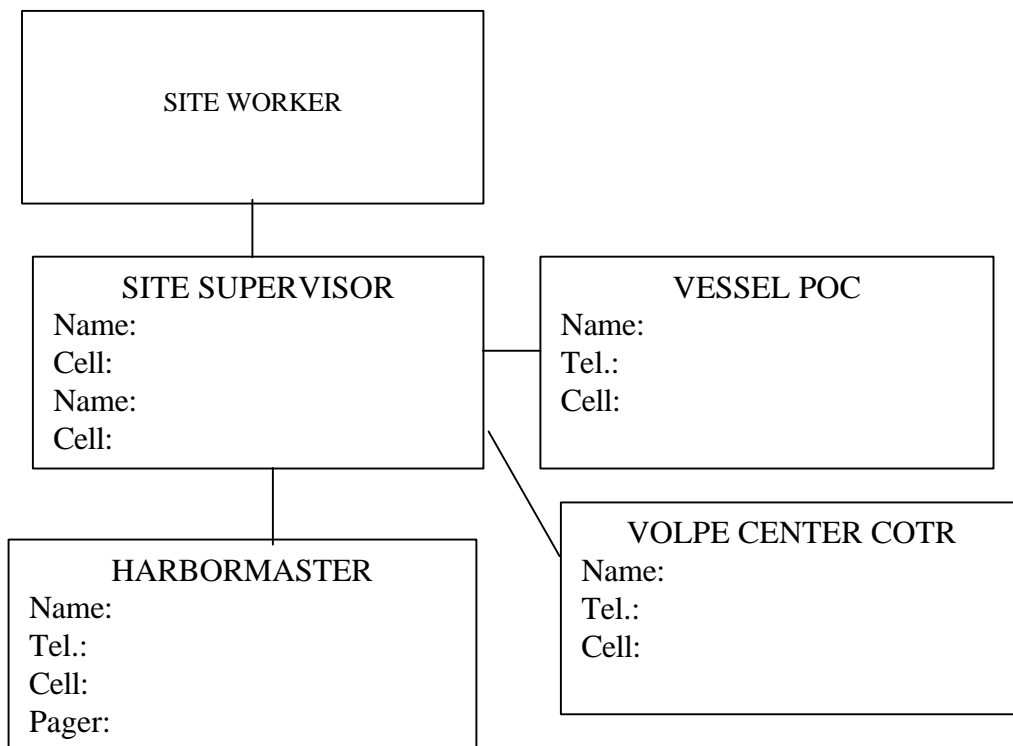 SITE WORKER
SITE SUPERVISOR
Name:
Cell:
Name:
Cell:
VESSEL POC
Name:
Tel.:
Cell:
HARBORMASTER
Name:
Tel.:
Cell:
Pager:
VOLPE CENTER COTR
Name:
Tel.:
Cell: